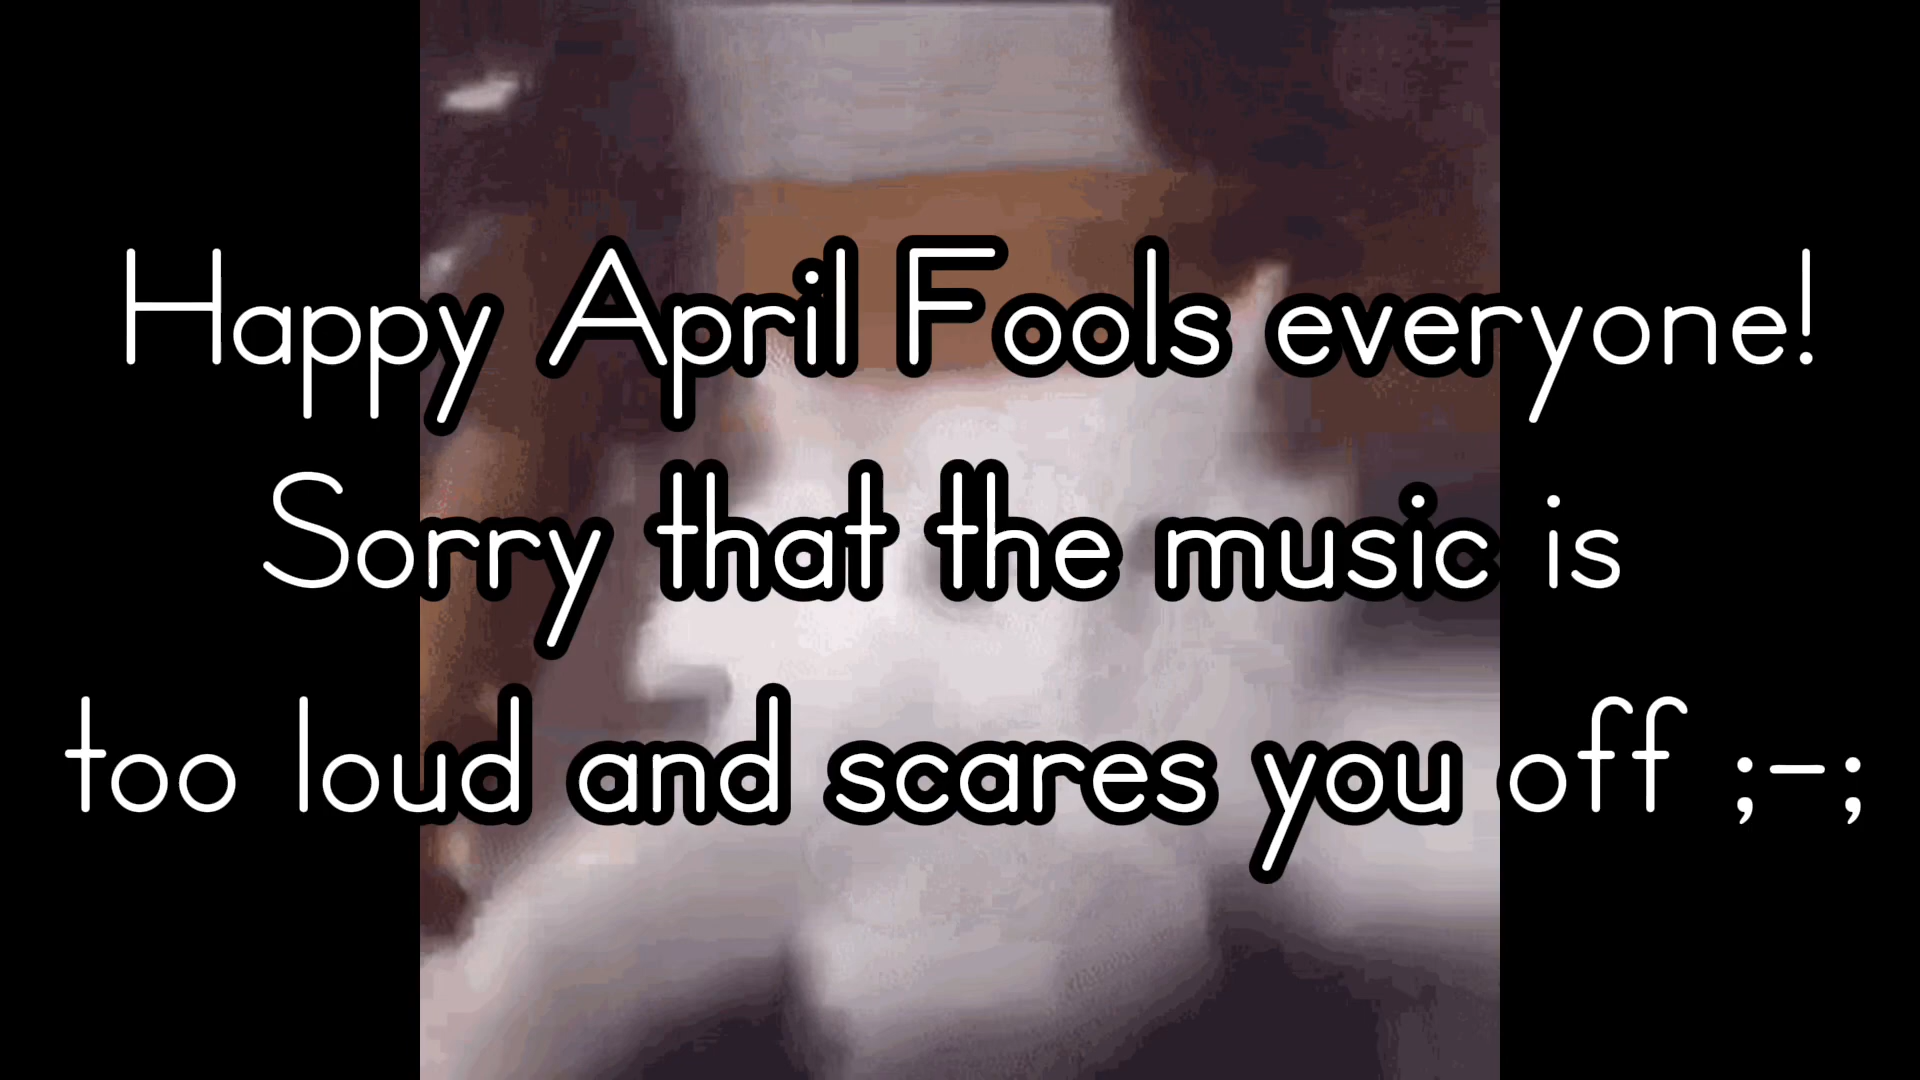 Happy April Fools everyone!
Sorry that the music is
too loud and scares you off ;-;